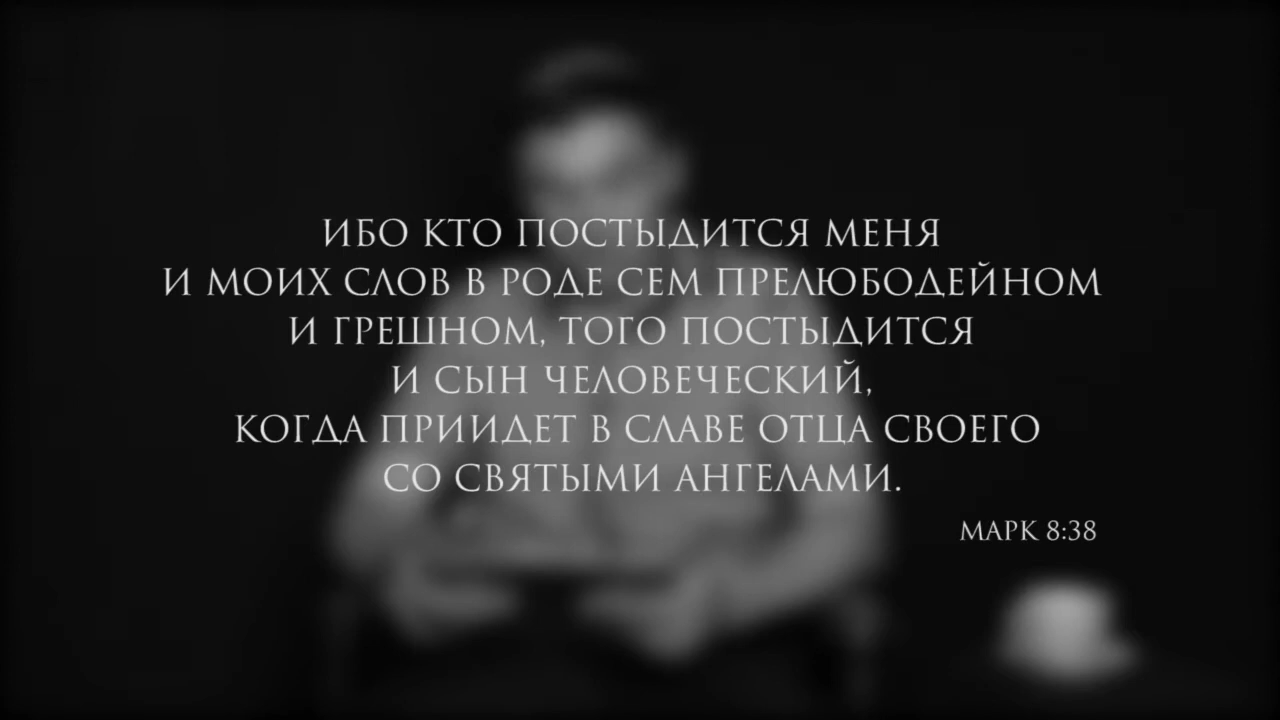 ИБО КТО ПОСТЫДИТСЯ МЕНЯ
И МОИХ СЛОВ В РОДЕ СЕМ ПРЕЛЮБОДЕЙНОМ
И ГРЕШНОМ, ТОГО ПОСТЫДИТСЯ
И СЫН ЧЕЛОВЕЧЕСКИЙ,
КОГДА ПРИИДЕТ В СЛАВЕ ОТЦА СВОЕГО
СО СВЯТЫМИ АНГЕЛАМИ.
МАРК 8:38